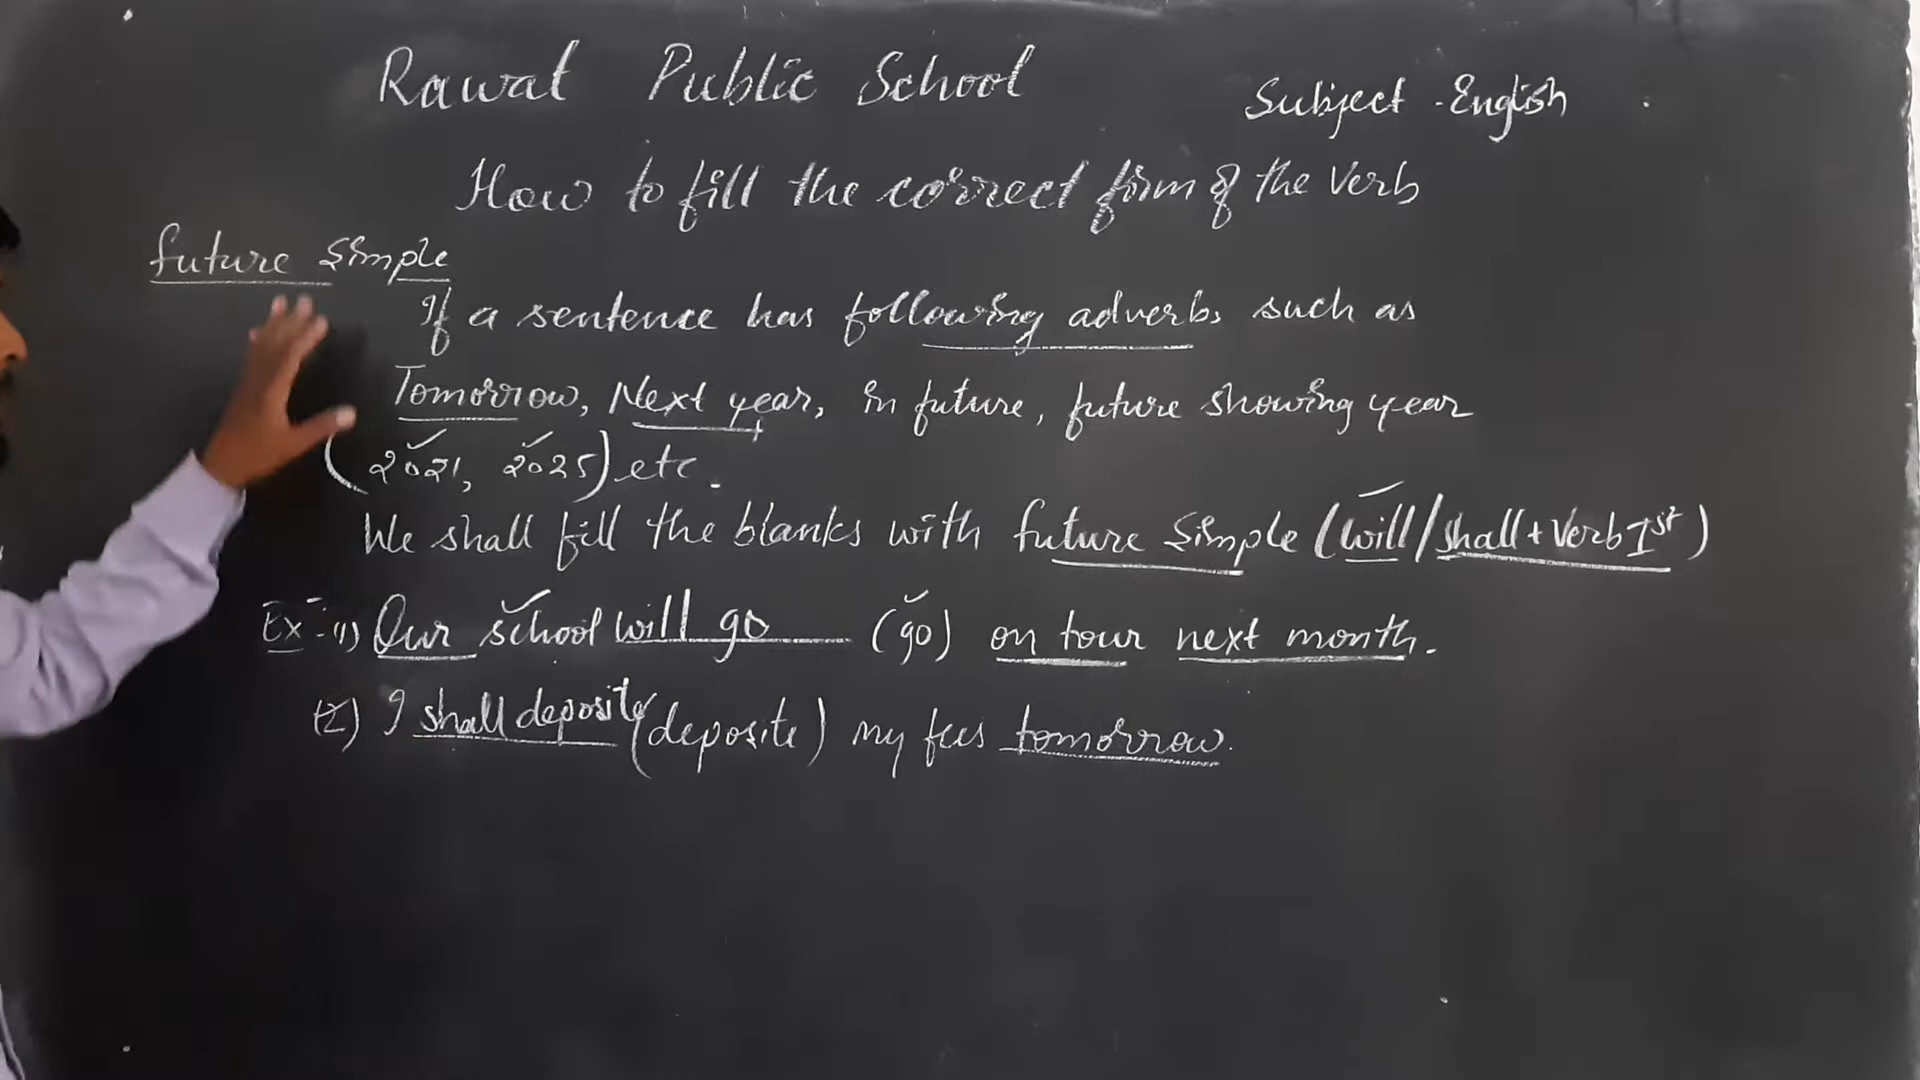 Rawat Public School
Subject - English
How to fill the correct form of the Verb
future simple
If a sentence has following adverbs such as
Tomorrow, Next year, in future, future showing year
(2021, 2025) etc.
We shall fill the blanks with future simple (will/shall + Verb Ist)
Ex - (1) Our school will go (go) on tour next month.
(2) I shall deposite (deposite) my fees tomorrow.